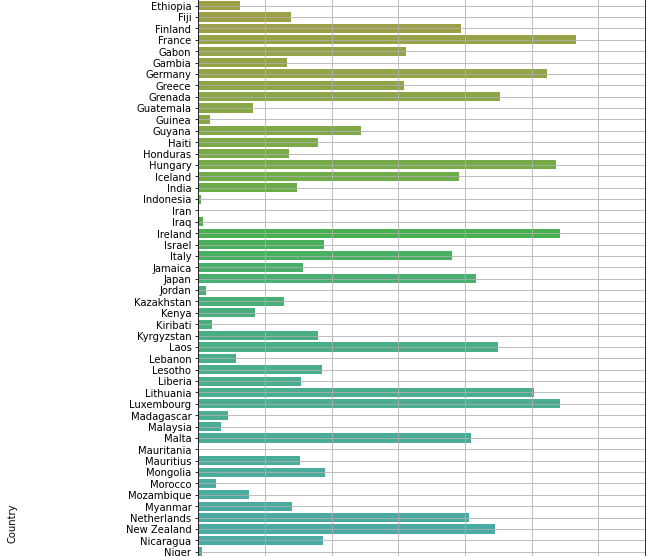 Ethiopia
Fiji
Finland
France
Gabon
Gambia
Germany
Greece
Grenada
Guatemala
Guinea
Guyana
Haiti
Honduras
Hungary
Iceland
India
Indonesia
Iran
Iraq
Ireland
Israel
Italy
Jamaica
Japan
Jordan
Kazakhstan
Kenya
Kiribati
Kyrgyzstan
Laos
Lebanon
Lesotho
Liberia
Lithuania
Luxembourg
Madagascar
Malaysia
Malta
Mauritania
Mauritius
Mongolia
Morocco
Mozambique
Myanmar
Netherlands
New Zealand
Nicaragua
Niger
Country